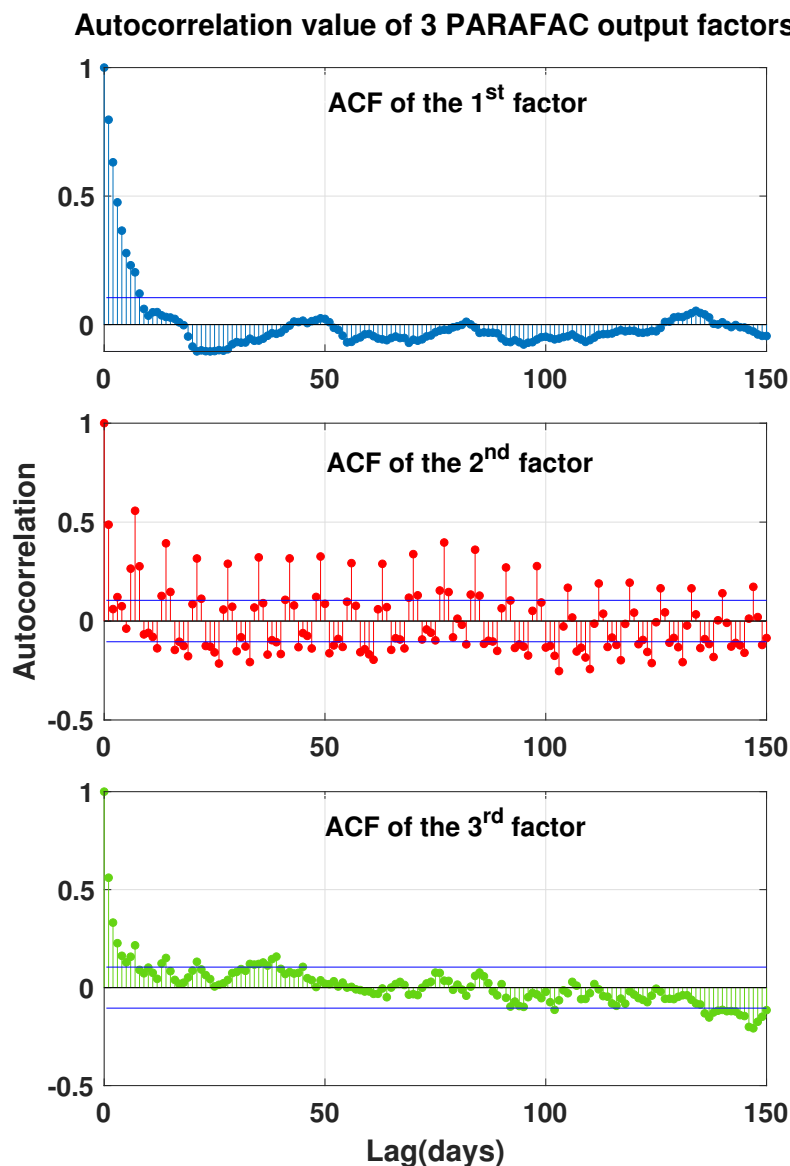 Autocorrelation value of 3 PARAFAC output factors
1
ACF of the 1st factor
0.5
0
0 50 100 150
1
ACF of the 2nd factor
0.5
0
-0.5
0 50 100 150
Autocorrelation
1
ACF of the 3rd factor
0.5
0
-0.5
0 50 100 150
Lag(days)